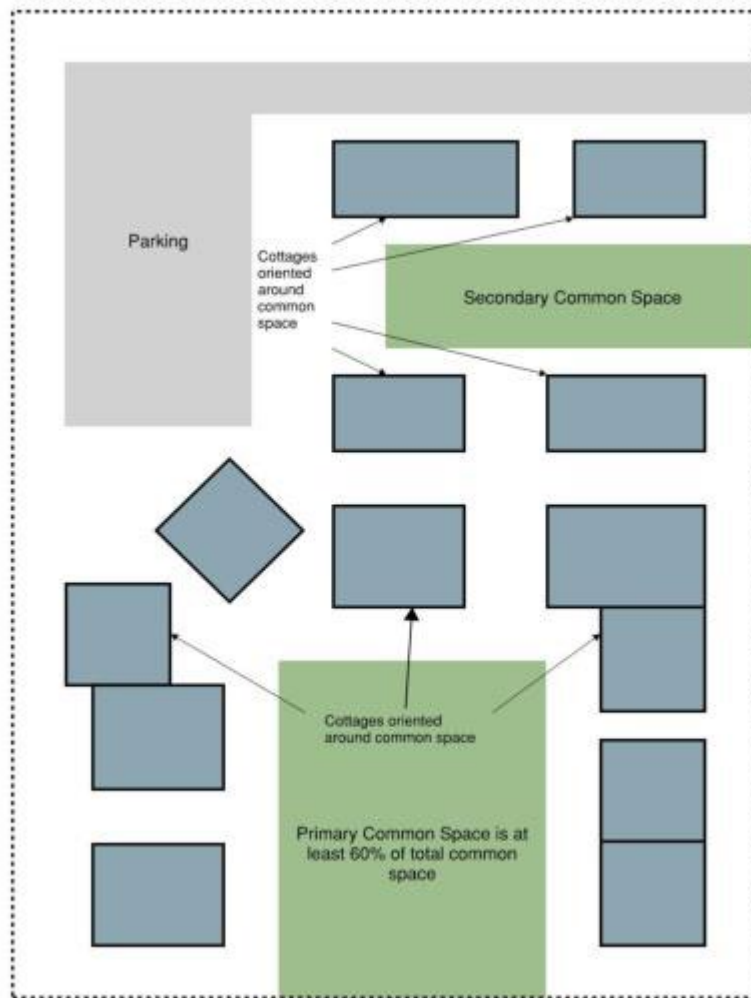 Parking
Cottages
oriented
around
common
space
Secondary Common Space
Cottages oriented
around common space
Primary Common Space is at
least 60% of total common
space